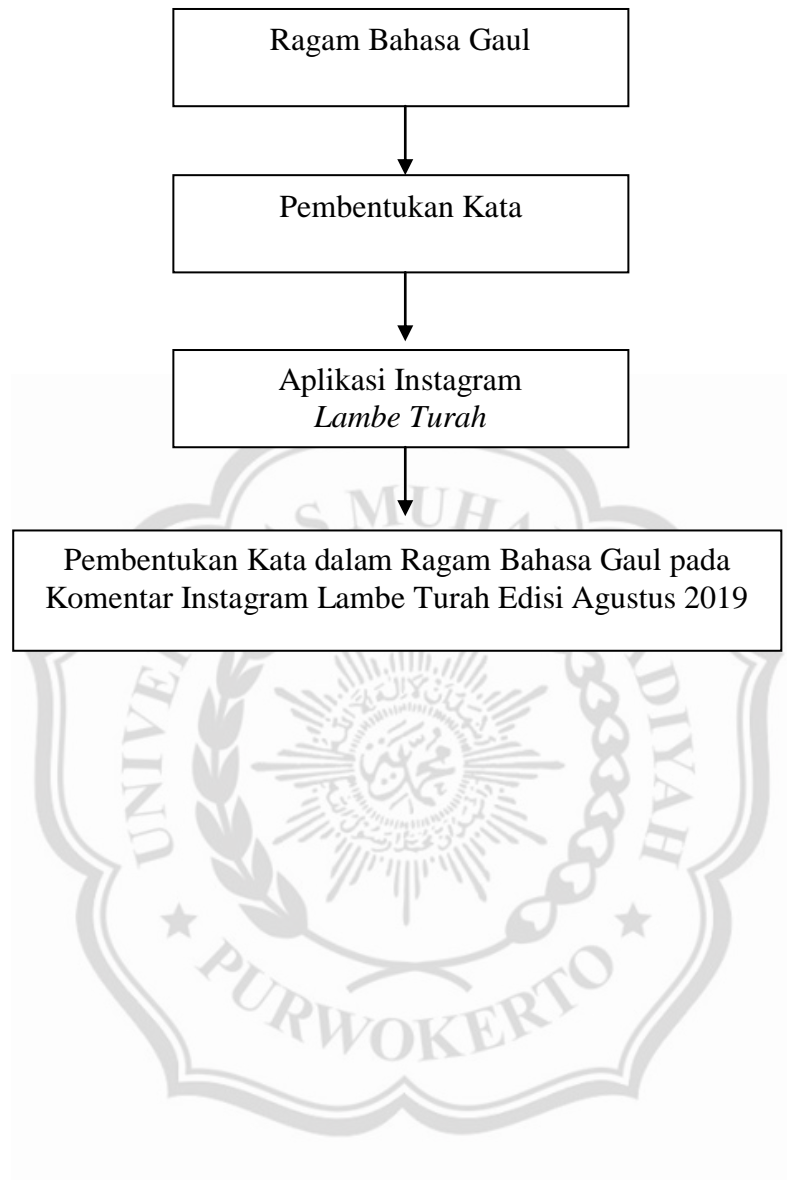 Ragam Bahasa Gaul
Pembentukan Kata
Aplikasi Instagram
Lambe Turah
Pembentukan Kata dalam Ragam Bahasa Gaul pada
Komentar Instagram Lambe Turah Edisi Agustus 2019
PURWOKERTO